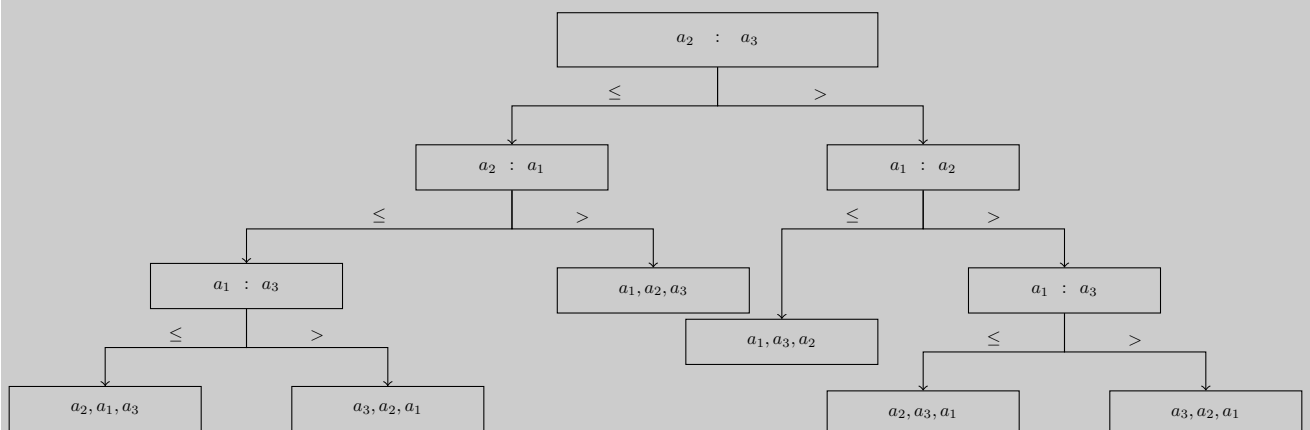 a₂ : a₃
≤ >
a₂ : a₁ a₁ : a₂
≤ > ≤ >
a₁ : a₃ a₁, a₂, a₃ a₁ : a₃
≤ > a₁, a₃, a₂ ≤ >
a₂, a₁, a₃ a₃, a₂, a₁ a₂, a₃, a₁ a₃, a₂, a₁